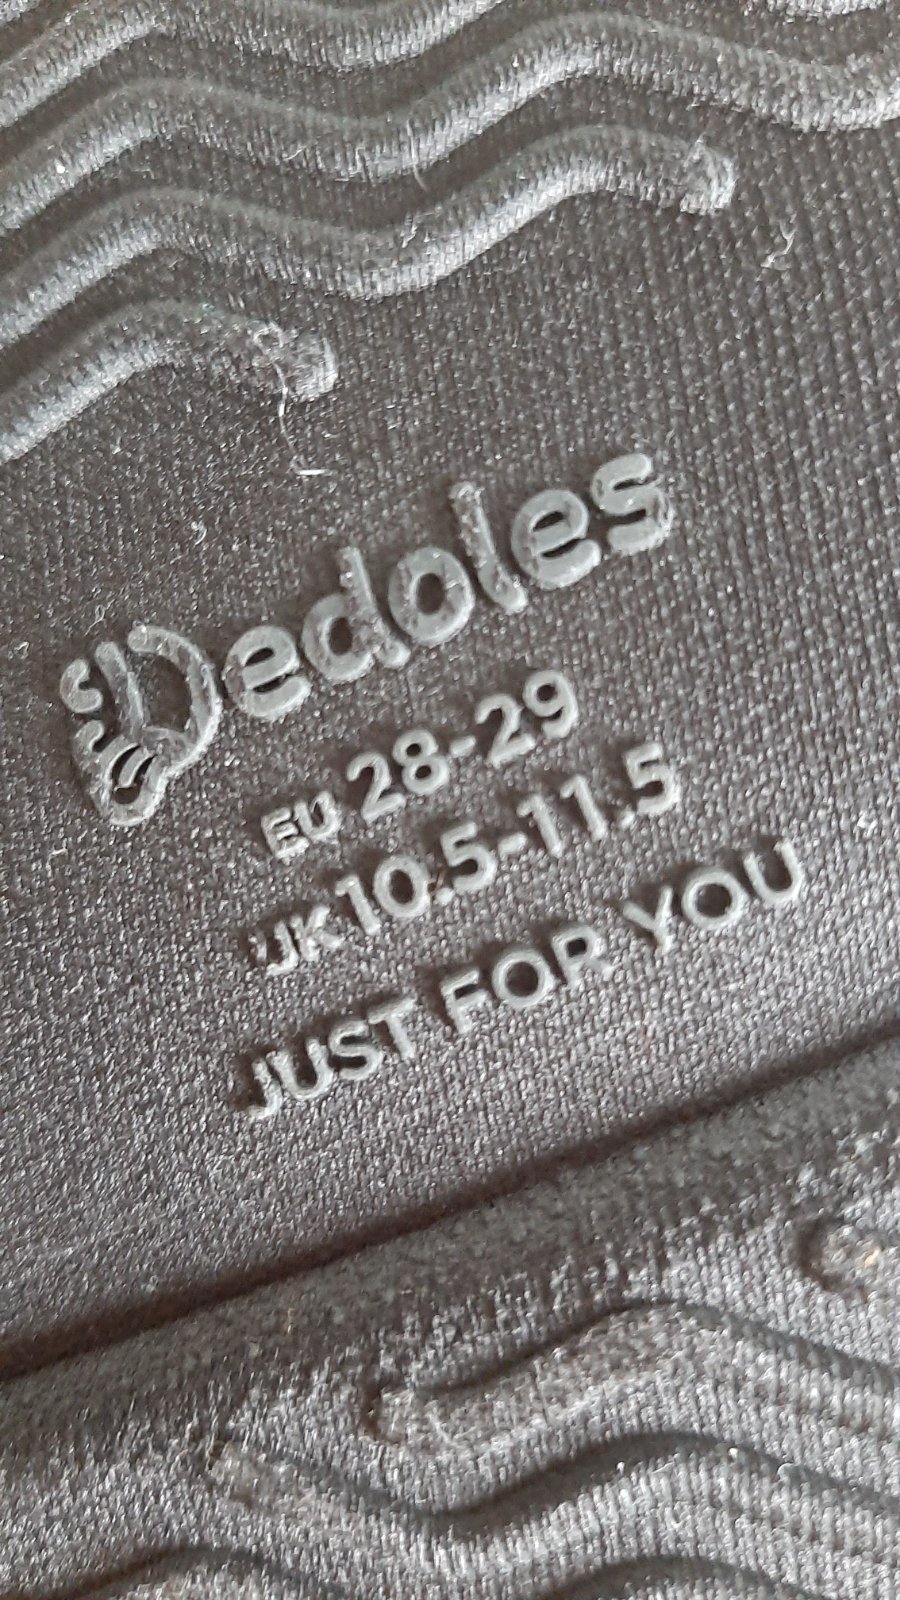 Dedoles
EU 28-29
UK 10.5-11.5
JUST FOR YOU